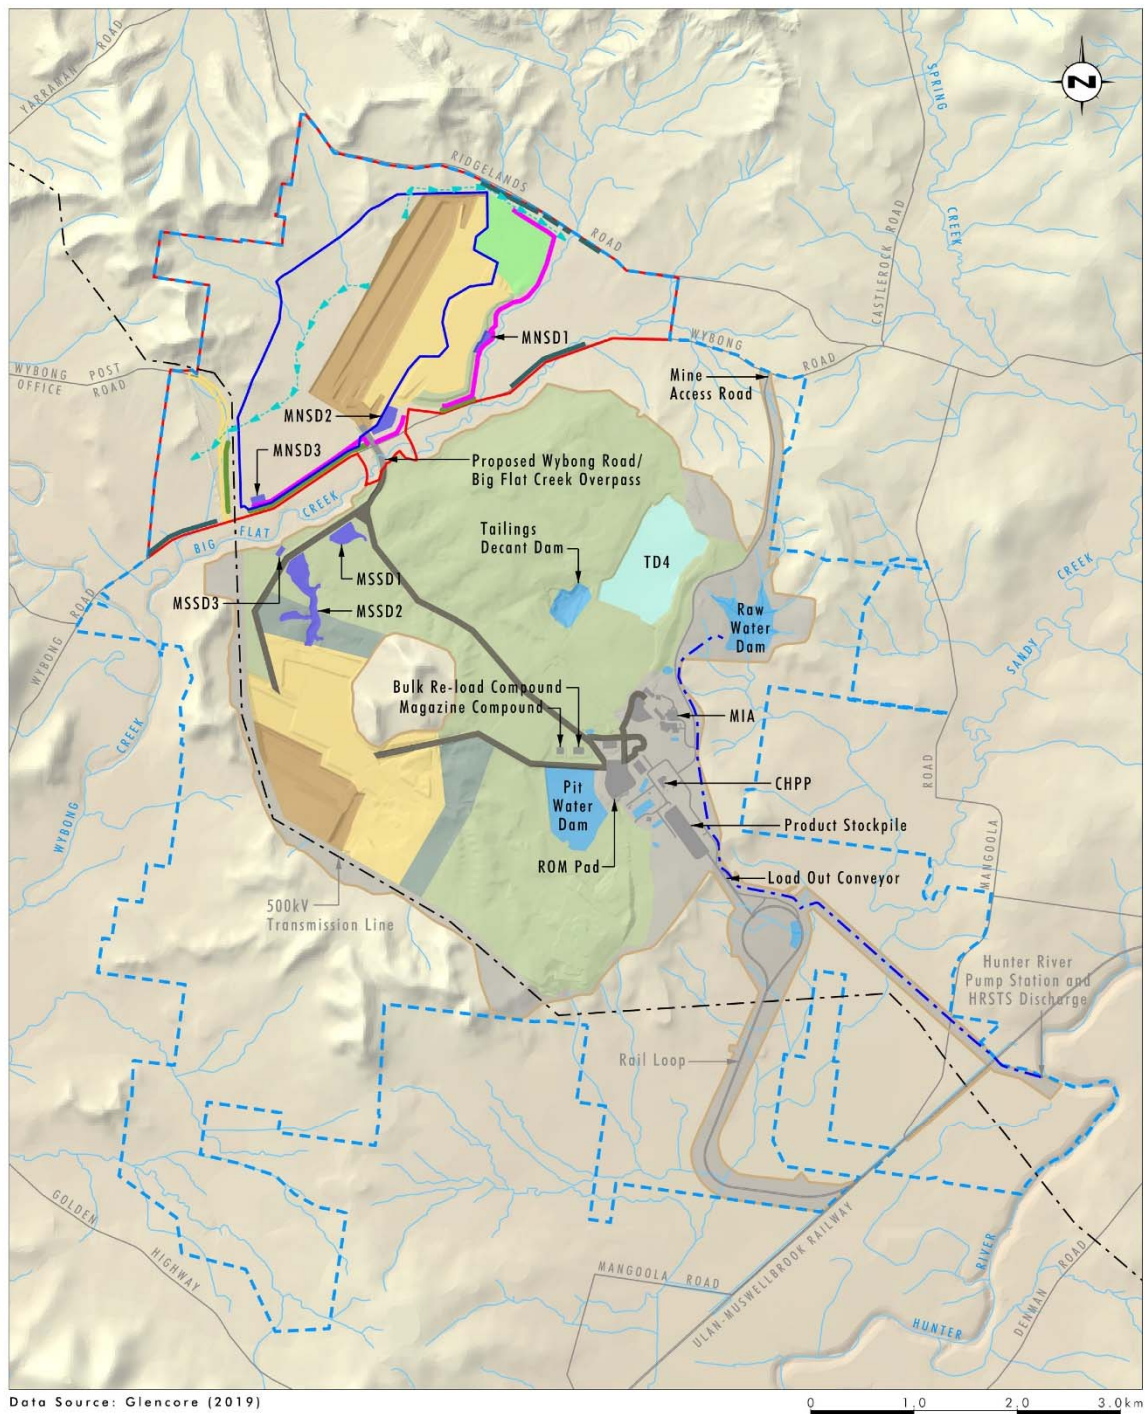 YARRAMAN ROAD
SPRING
CREEK
N
RIDGELANDS
ROAD
CASTLEROCK ROAD
MNSD1
WYBONG
ROAD
WYBONG POST
OFFICE ROAD
Mine
Access Road
MNSD2
MNSD3
Proposed Wybong Road/
Big Flat Creek Overpass
BIG FLAT CREEK
Tailings
Decant Dam
TD4
MSSD1
MSSD3
MSSD2
Raw
Water
Dam
SANDY
CREEK
WYBONG ROAD
Bulk Re-load Compound
Magazine Compound
MIA
WYBONG
CREEK
Pit
Water
Dam
CHPP
Product Stockpile
ROAD
MANGOOLA
ROM Pad
Load Out Conveyor
500kV
Transmission Line
Hunter River
Pump Station and
HRSTS Discharge
Rail Loop
GOLDEN
HIGHWAY
MANGOOLA ROAD
ULAN-MUSWELLBROOK RAILWAY
HUNTER
RIVER
DENMAN ROAD
Data Source: Glencore (2019)
0 1.0 2.0 3.0km